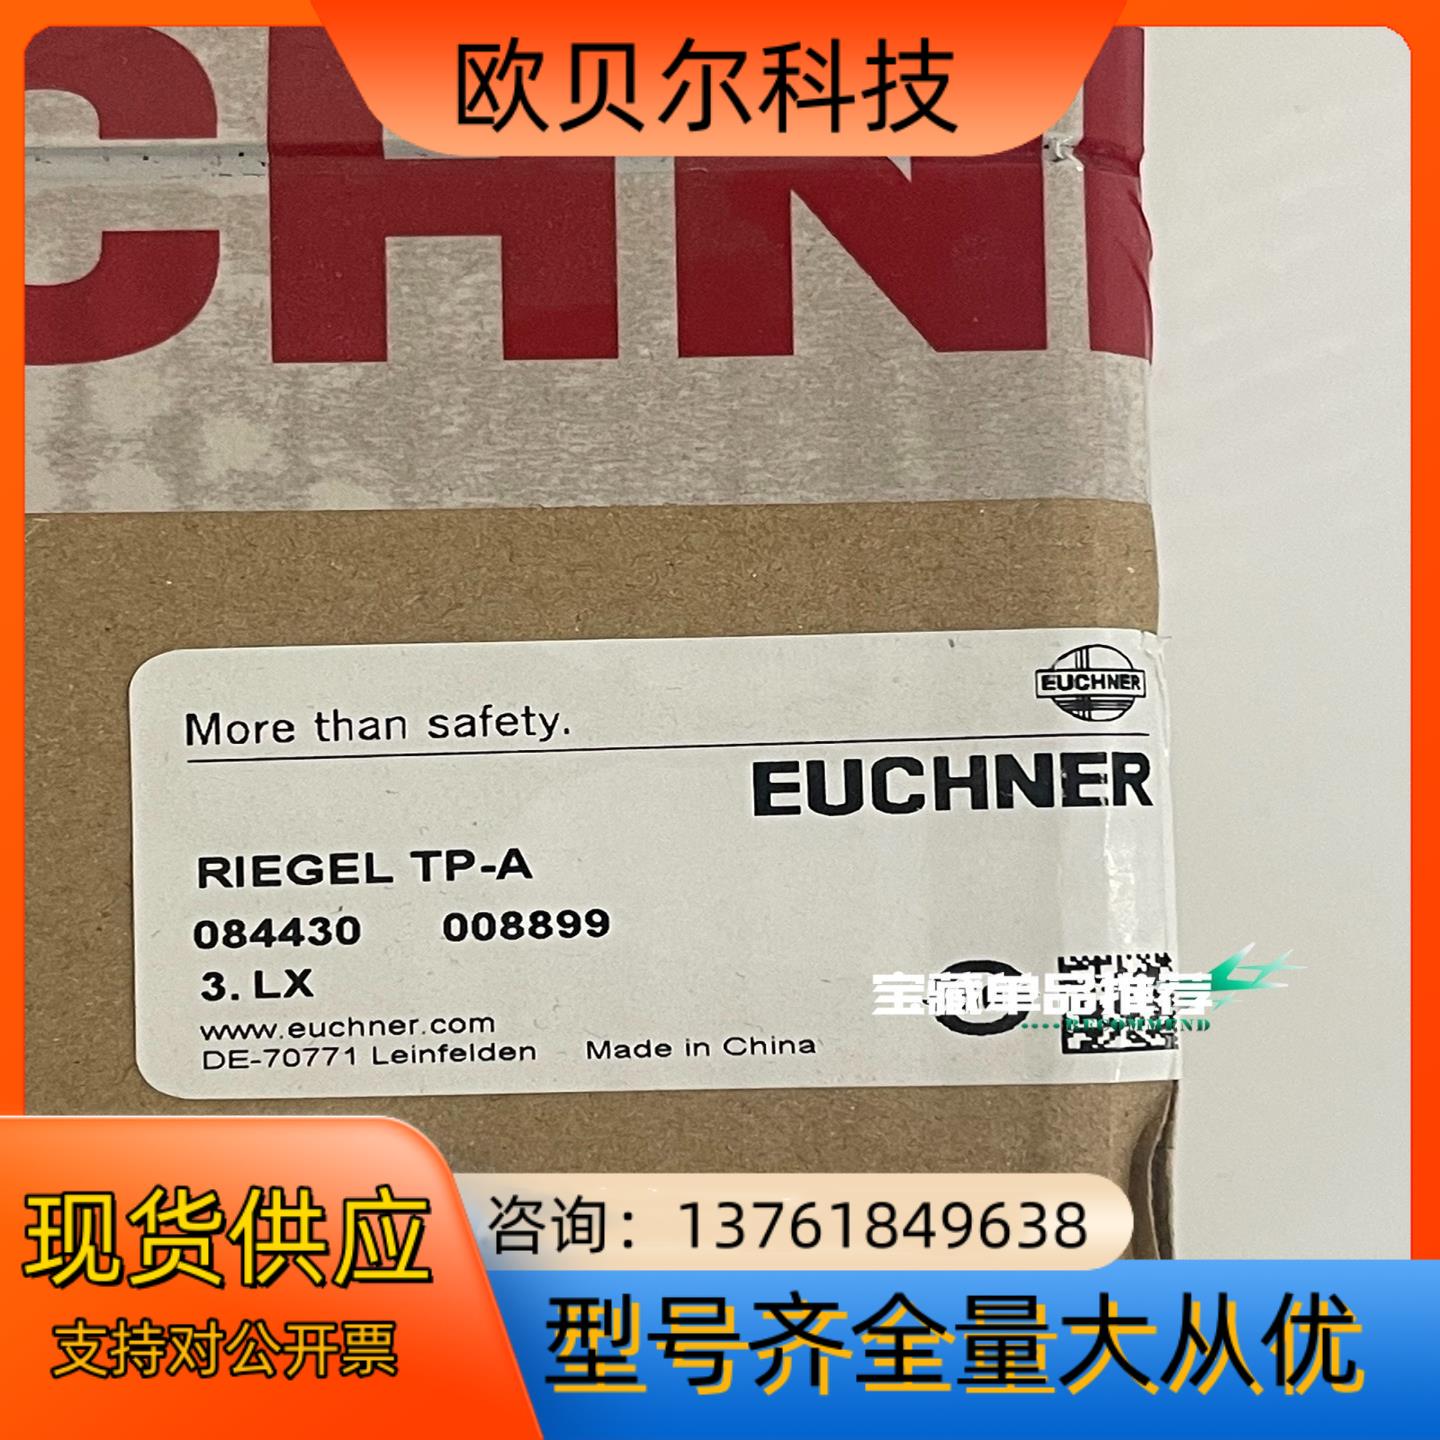 欧贝尔科技
CHN
EUCHNER
More than safety.
EUCHNER
RIEGEL TP-A
084430 008899
3. LX
www.euchner.com
DE-70771 Leinfelden Made in China
宝藏单品推荐
RECOMMEND
现货供应
支持对公开票
咨询：13761849638
型号齐全量大从优